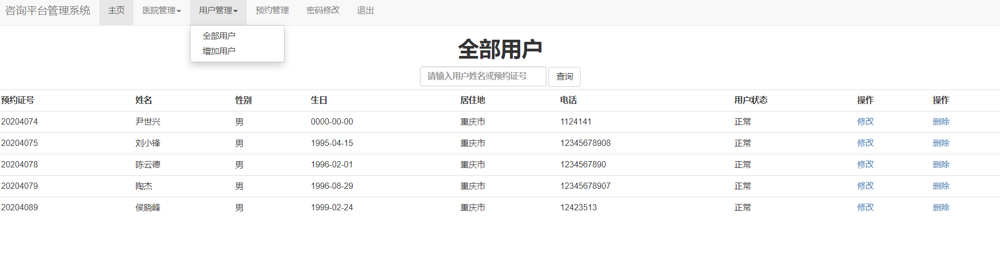 咨询平台管理系统 主页 医院管理 用户管理 预约管理 密码修改 退出
全部用户
增加用户
全部用户
请输入用户姓名或预约证号 查询
预约证号 姓名 性别 生日 居住地 电话 用户状态 操作 操作
20204074 尹世兴 男 0000-00-00 重庆市 1124141 正常 修改 删除
20204075 刘小锋 男 1995-04-15 重庆市 12345678908 正常 修改 删除
20204078 陈云德 男 1996-02-01 重庆市 1234567890 正常 修改 删除
20204079 陶杰 男 1996-08-29 重庆市 12345678907 正常 修改 删除
20204089 侯晓峰 男 1999-02-24 重庆市 12423513 正常 修改 删除